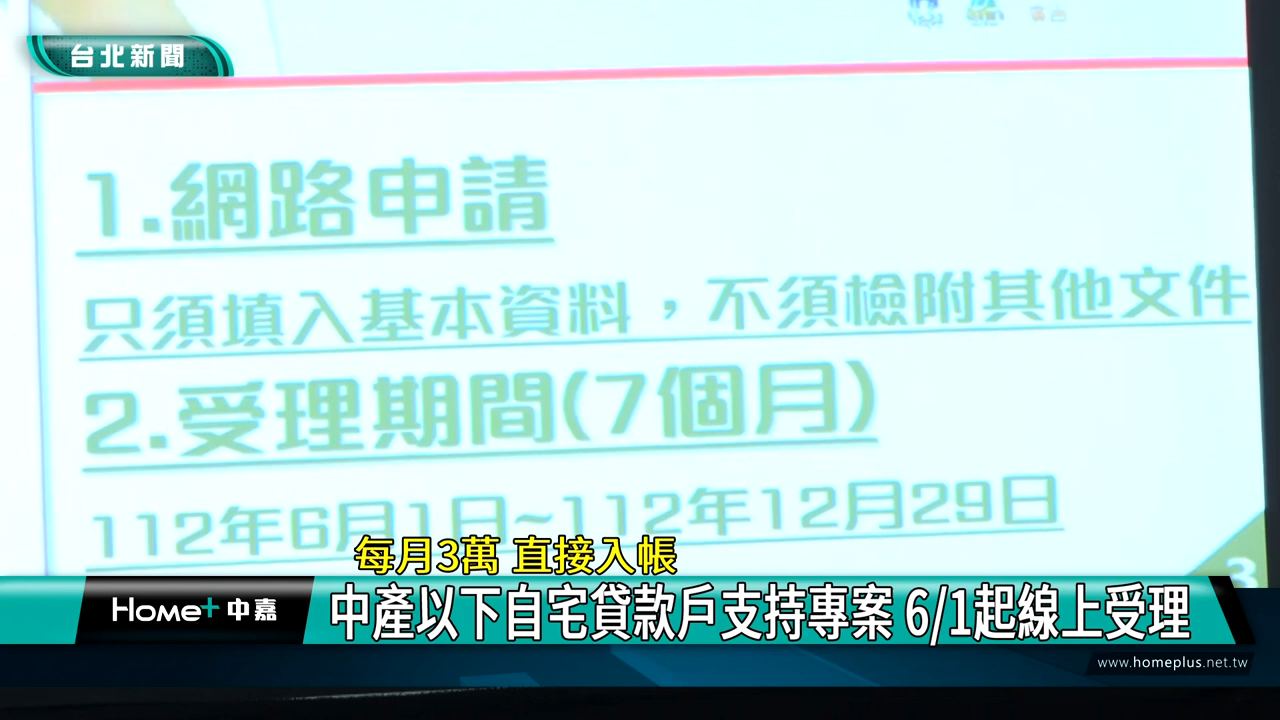 台北新聞
1.網路申請
只須填入基本資料，不須檢附其他文件
2.受理期間(7個月)
112年6月1日~112年12月29日
每月3萬 直接入帳
3
Home+ 中嘉
中產以下自宅貸款戶支持專案 6/1起線上受理
www.homeplus.net.tw